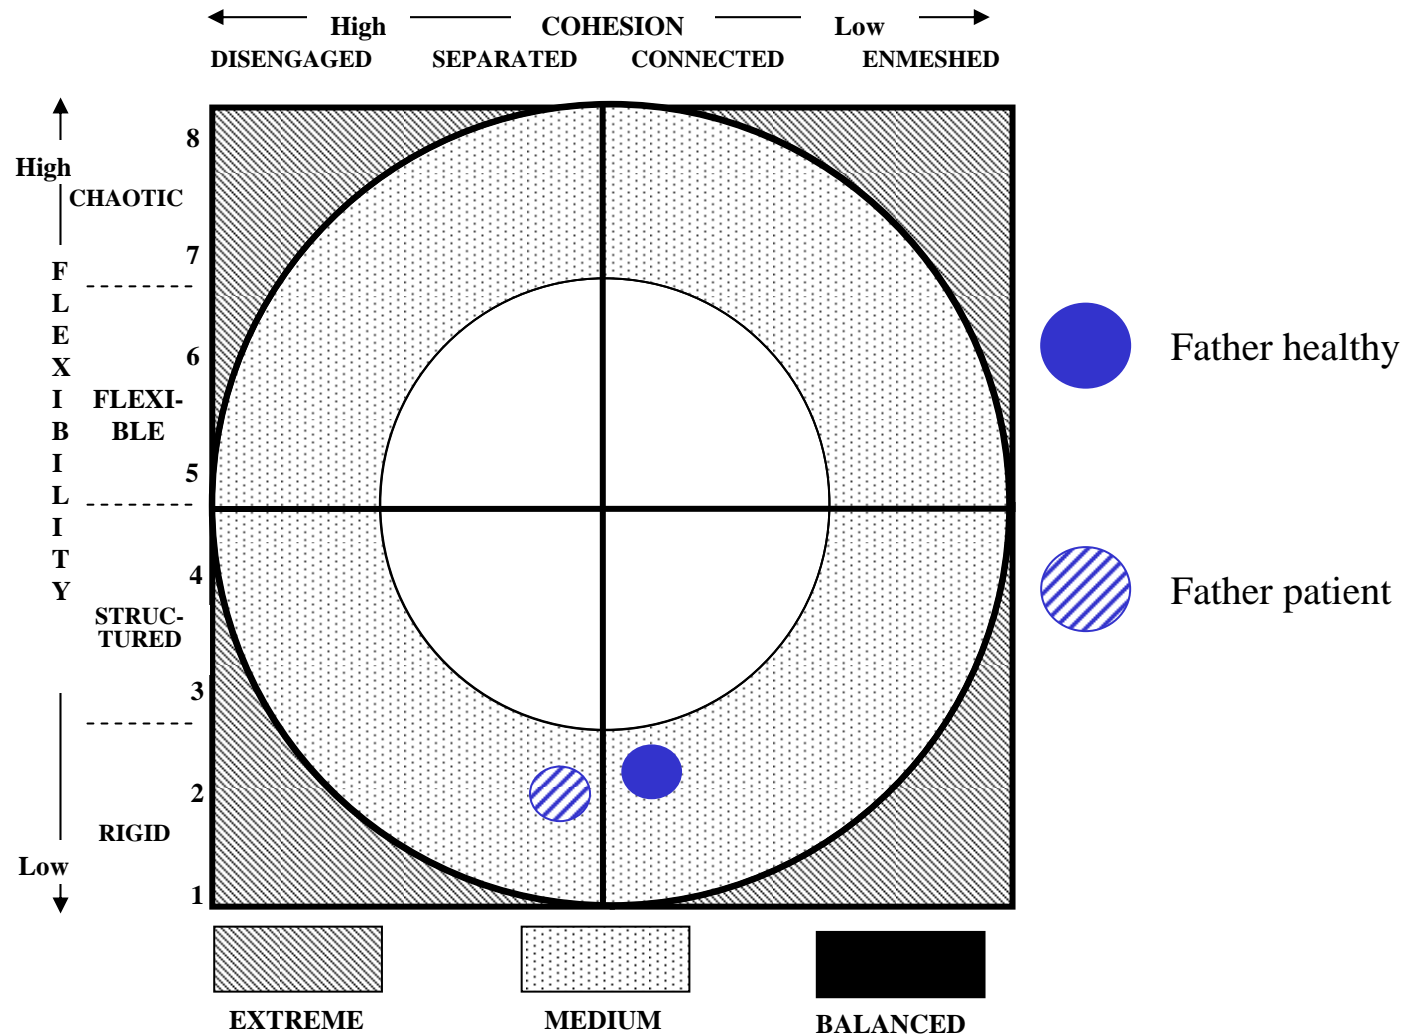 High COHESION Low
DISENGAGED SEPARATED CONNECTED ENMESHED
8
High
CHAOTIC
7
F
L
E
X
I
B
I
L
I
T
Y
6
FLEXI-
BLE
5
4
STRUC-
TURED
3
2
RIGID
Low
1
Father healthy
Father patient
EXTREME MEDIUM BALANCED